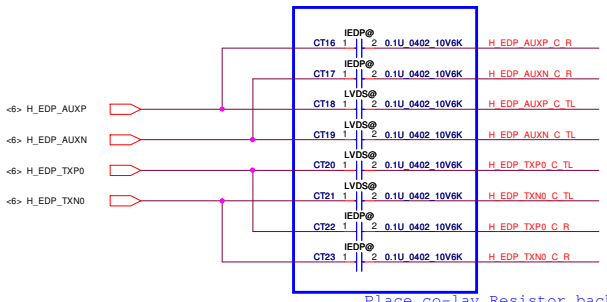 IEDP@
CT16 1 2 0.1U_0402_10V6K H_EDP_AUXP_C_R
IEDP@
CT17 1 2 0.1U_0402_10V6K H_EDP_AUXN_C_R
LVDS@
<6> H_EDP_AUXP CT18 1 2 0.1U_0402_10V6K H_EDP_AUXP_C_TL
LVDS@
<6> H_EDP_AUXN CT19 1 2 0.1U_0402_10V6K H_EDP_AUXN_C_TL
LVDS@
<6> H_EDP_TXP0 CT20 1 2 0.1U_0402_10V6K H_EDP_TXP0_C_TL
LVDS@
<6> H_EDP_TXN0 CT21 1 2 0.1U_0402_10V6K H_EDP_TXN0_C_TL
IEDP@
CT22 1 2 0.1U_0402_10V6K H_EDP_TXP0_C_R
IEDP@
CT23 1 2 0.1U_0402_10V6K H_EDP_TXN0_C_R
Place co-lay Resistor bac